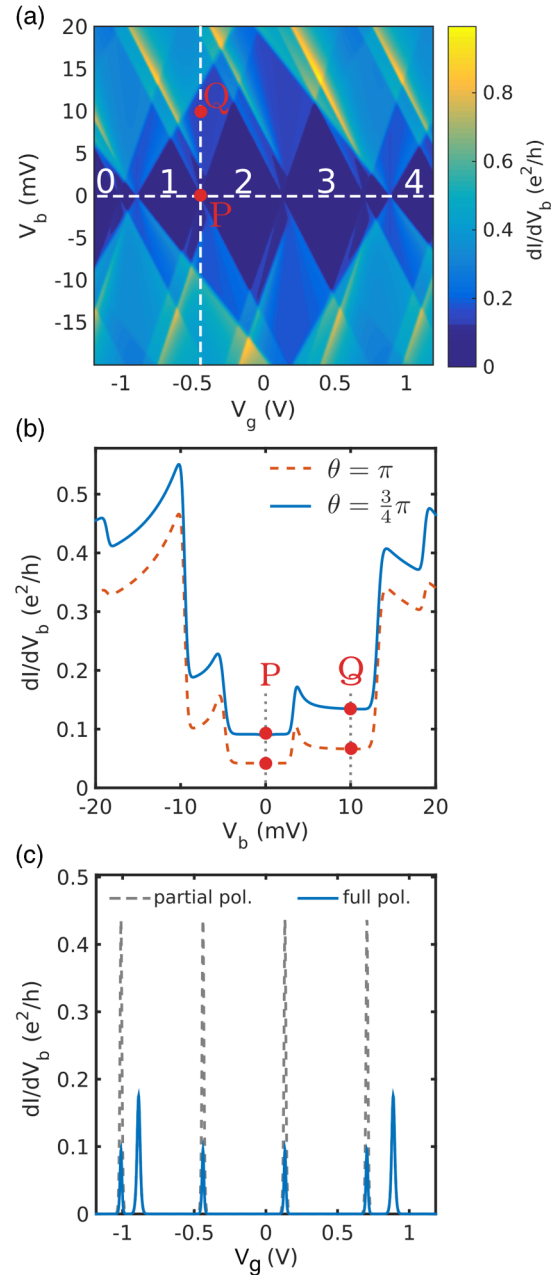 (a)
20
15
10
5
0
-5
-10
-15
V_b (mV)
Q
0 1 2 3 4
P
-1 -0.5 0 0.5 1
V_g (V)
0.8
0.6
0.4
0.2
0
dI/dV_b (e²/h)
(b)
0.5
0.4
0.3
0.2
0.1
0
dI/dV_b (e²/h)
θ = π
θ = 3/4 π
P
Q
-20 -10 0 10 20
V_b (mV)
(c)
0.5
0.4
0.3
0.2
0.1
0
dI/dV_b (e²/h)
partial pol. full pol.
-1 -0.5 0 0.5 1
V_g (V)